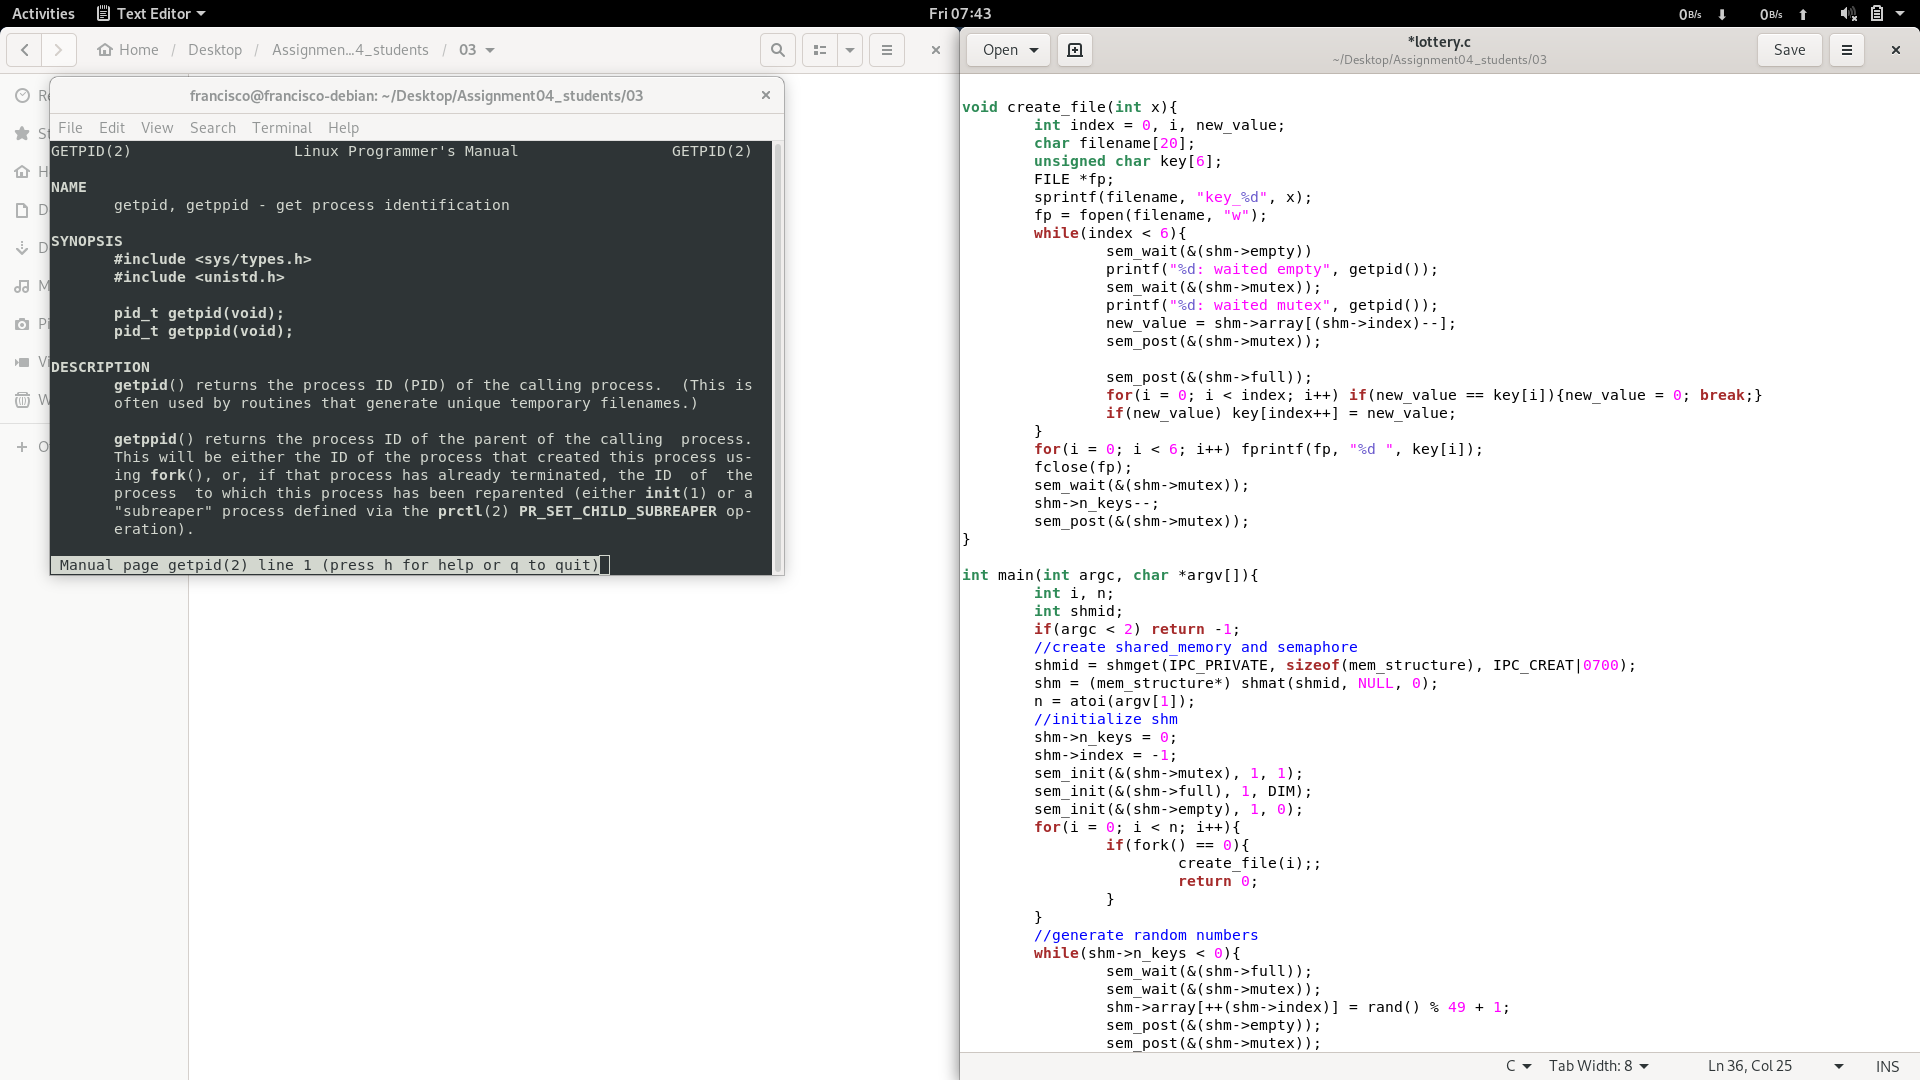 Activities Text Editor Fri 07:43 0B/s 0B/s
Home / Desktop / Assignmen...4_students / 03
Open *lottery.c Save
~/Desktop/Assignment04_students/03
francisco@francisco-debian: ~/Desktop/Assignment04_students/03
File Edit View Search Terminal Help
GETPID(2) Linux Programmer's Manual GETPID(2)
NAME
getpid, getppid - get process identification
SYNOPSIS
#include <sys/types.h>
#include <unistd.h>
pid_t getpid(void);
pid_t getppid(void);
DESCRIPTION
getpid() returns the process ID (PID) of the calling process. (This is
often used by routines that generate unique temporary filenames.)
getppid() returns the process ID of the parent of the calling process.
This will be either the ID of the process that created this process us-
ing fork(), or, if that process has already terminated, the ID of the
process to which this process has been reparented (either init(1) or a
"subreaper" process defined via the prctl(2) PR_SET_CHILD_SUBREAPER op-
eration).
Manual page getpid(2) line 1 (press h for help or q to quit)
void create_file(int x){
int index = 0, i, new_value;
char filename[20];
unsigned char key[6];
FILE *fp;
sprintf(filename, "key_%d", x);
fp = fopen(filename, "w");
while(index < 6){
sem_wait(&(shm->empty))
printf("%d: waited empty", getpid());
sem_wait(&(shm->mutex));
printf("%d: waited mutex", getpid());
new_value = shm->array[(shm->index)--];
sem_post(&(shm->mutex));
sem_post(&(shm->full));
for(i = 0; i < index; i++) if(new_value == key[i]){new_value = 0; break;}
if(new_value) key[index++] = new_value;
}
for(i = 0; i < 6; i++) fprintf(fp, "%d ", key[i]);
fclose(fp);
sem_wait(&(shm->mutex));
shm->n_keys--;
sem_post(&(shm->mutex));
}
int main(int argc, char *argv[]){
int i, n;
int shmid;
if(argc < 2) return -1;
//create shared_memory and semaphore
shmid = shmget(IPC_PRIVATE, sizeof(mem_structure), IPC_CREAT|0700);
shm = (mem_structure*) shmat(shmid, NULL, 0);
n = atoi(argv[1]);
//initialize shm
shm->n_keys = 0;
shm->index = -1;
sem_init(&(shm->mutex), 1, 1);
sem_init(&(shm->full), 1, DIM);
sem_init(&(shm->empty), 1, 0);
for(i = 0; i < n; i++){
if(fork() == 0){
create_file(i);;
return 0;
}
}
//generate random numbers
while(shm->n_keys < 0){
sem_wait(&(shm->full));
sem_wait(&(shm->mutex));
shm->array[++(shm->index)] = rand() % 49 + 1;
sem_post(&(shm->empty));
sem_post(&(shm->mutex));
C Tab Width: 8 Ln 36, Col 25 INS